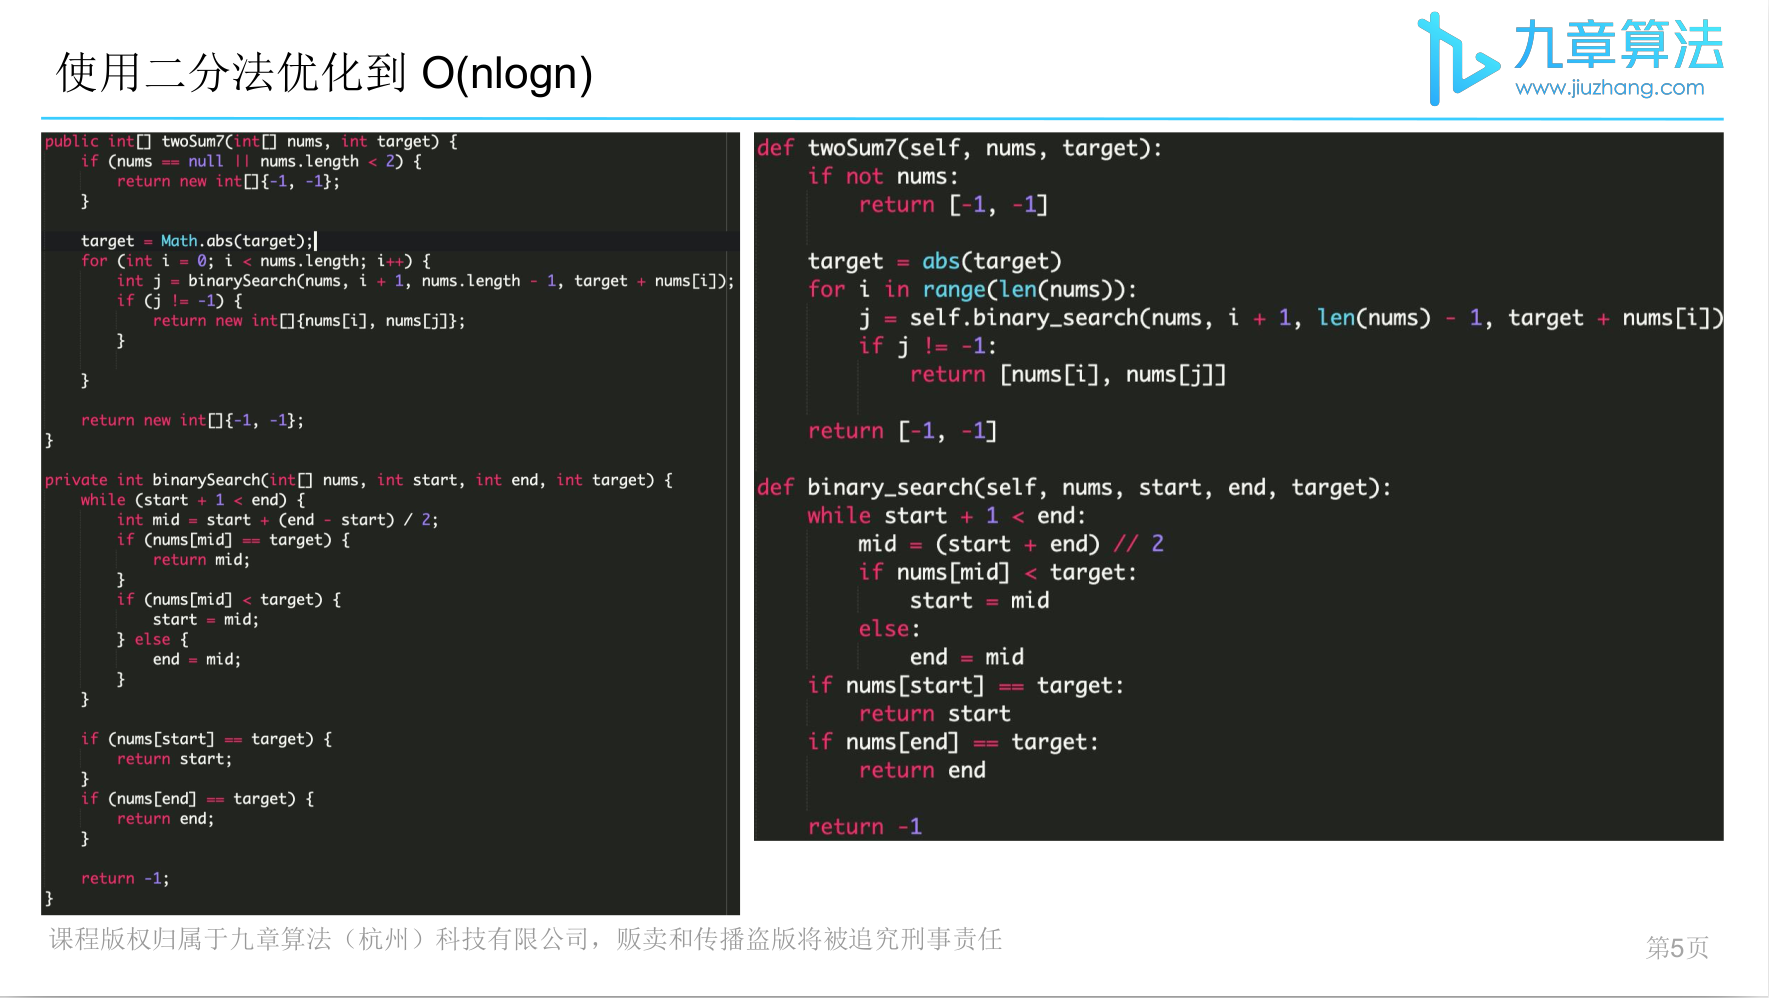 使用二分法优化到 O(nlogn)
九章算法
www.jiuzhang.com
public int[] twoSum7(int[] nums, int target) {
    if (nums == null || nums.length < 2) {
        return new int[]{-1, -1};
    }

    target = Math.abs(target);
    for (int i = 0; i < nums.length; i++) {
        int j = binarySearch(nums, i + 1, nums.length - 1, target + nums[i]);
        if (j != -1) {
            return new int[]{nums[i], nums[j]};
        }

    }

    return new int[]{-1, -1};
}

private int binarySearch(int[] nums, int start, int end, int target) {
    while (start + 1 < end) {
        int mid = start + (end - start) / 2;
        if (nums[mid] == target) {
            return mid;
        }
        if (nums[mid] < target) {
            start = mid;
        } else {
            end = mid;
        }
    }

    if (nums[start] == target) {
        return start;
    }
    if (nums[end] == target) {
        return end;
    }

    return -1;
}
def twoSum7(self, nums, target):
    if not nums:
        return [-1, -1]

    target = abs(target)
    for i in range(len(nums)):
        j = self.binary_search(nums, i + 1, len(nums) - 1, target + nums[i])
        if j != -1:
            return [nums[i], nums[j]]

    return [-1, -1]

def binary_search(self, nums, start, end, target):
    while start + 1 < end:
        mid = (start + end) // 2
        if nums[mid] < target:
            start = mid
        else:
            end = mid
    if nums[start] == target:
        return start
    if nums[end] == target:
        return end

    return -1
课程版权归属于九章算法（杭州）科技有限公司，贩卖和传播盗版将被追究刑事责任
第5页